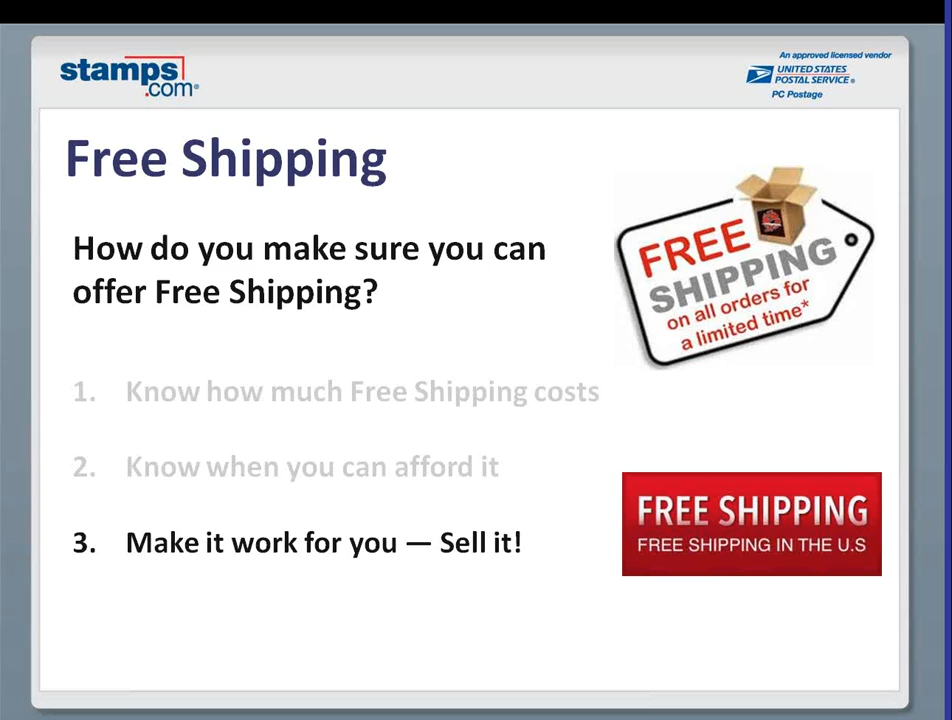 stamps
.com®
An approved licensed vendor
UNITED STATES
POSTAL SERVICE®
PC Postage
Free Shipping
How do you make sure you can
offer Free Shipping?
FREE
SHIPPING
on all orders for
a limited time*
1. Know how much Free Shipping costs
2. Know when you can afford it
3. Make it work for you — Sell it!
FREE SHIPPING
FREE SHIPPING IN THE U.S